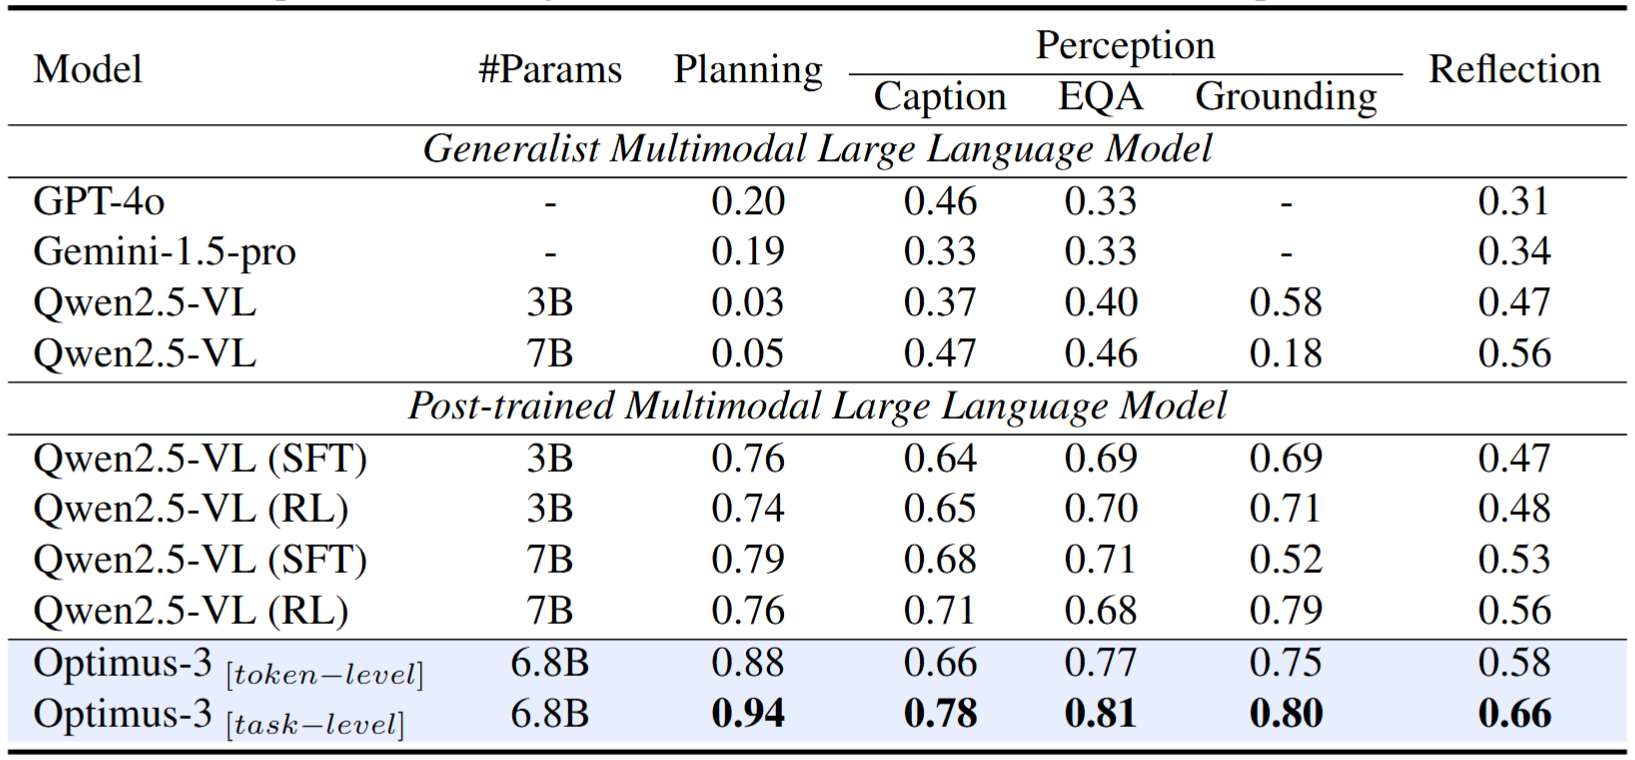 Perception
Model #Params Planning Reflection
Caption EQA Grounding
Generalist Multimodal Large Language Model
GPT-4o - 0.20 0.46 0.33 - 0.31
Gemini-1.5-pro - 0.19 0.33 0.33 - 0.34
Qwen2.5-VL 3B 0.03 0.37 0.40 0.58 0.47
Qwen2.5-VL 7B 0.05 0.47 0.46 0.18 0.56
Post-trained Multimodal Large Language Model
Qwen2.5-VL (SFT) 3B 0.76 0.64 0.69 0.69 0.47
Qwen2.5-VL (RL) 3B 0.74 0.65 0.70 0.71 0.48
Qwen2.5-VL (SFT) 7B 0.79 0.68 0.71 0.52 0.53
Qwen2.5-VL (RL) 7B 0.76 0.71 0.68 0.79 0.56
Optimus-3 [token−level] 6.8B 0.88 0.66 0.77 0.75 0.58
Optimus-3 [task−level] 6.8B 0.94 0.78 0.81 0.80 0.66